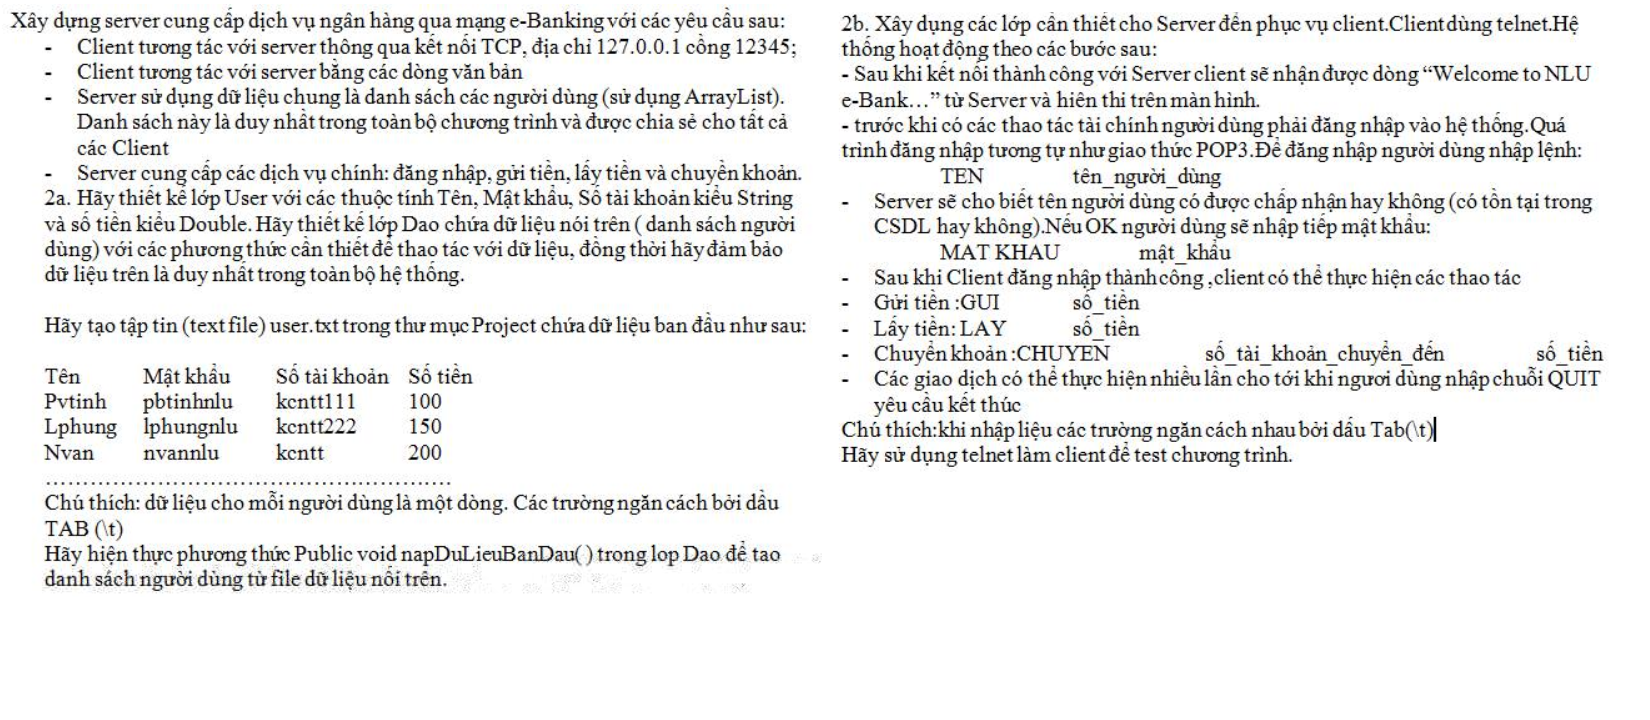 Xây dựng server cung cấp dịch vụ ngân hàng qua mạng e-Banking với các yêu cầu sau:
- Client tương tác với server thông qua kết nối TCP, địa chỉ 127.0.0.1 cổng 12345;
- Client tương tác với server bằng các dòng văn bản
- Server sử dụng dữ liệu chung là danh sách các người dùng (sử dụng ArrayList).
Danh sách này là duy nhất trong toàn bộ chương trình và được chia sẻ cho tất cả
các Client
- Server cung cấp các dịch vụ chính: đăng nhập, gửi tiền, lấy tiền và chuyển khoản.
2a. Hãy thiết kế lớp User với các thuộc tính Tên, Mật khẩu, Số tài khoản kiểu String
và số tiền kiểu Double. Hãy thiết kế lớp Dao chứa dữ liệu nói trên ( danh sách người
dùng) với các phương thức cần thiết để thao tác với dữ liệu, đồng thời hãy đảm bảo
dữ liệu trên là duy nhất trong toàn bộ hệ thống.
Hãy tạo tập tin (text file) user.txt trong thư mục Project chứa dữ liệu ban đầu như sau:
Tên Mật khẩu Số tài khoản Số tiền
Pvtinh pbtinhnlu kcntt111 100
Lphung lphungnlu kcntt222 150
Nvan nvannlu kcntt 200
......................................................
Chú thích: dữ liệu cho mỗi người dùng là một dòng. Các trường ngăn cách bởi dấu
TAB (\t)
Hãy hiện thực phương thức Public void napDuLieuBanDau( ) trong lop Dao để tao
danh sách người dùng từ file dữ liệu nói trên.
2b. Xây dụng các lớp cần thiết cho Server đến phục vụ client.Client dùng telnet.Hệ
thống hoạt động theo các bước sau:
- Sau khi kết nối thành công với Server client sẽ nhận được dòng “Welcome to NLU
e-Bank…” từ Server và hiên thi trên màn hình.
- trước khi có các thao tác tài chính người dùng phải đăng nhập vào hệ thống.Quá
trình đăng nhập tương tự như giao thức POP3.Để đăng nhập người dùng nhập lệnh:
TEN tên_người_dùng
- Server sẽ cho biết tên người dùng có được chấp nhận hay không (có tồn tại trong
CSDL hay không).Nếu OK người dùng sẽ nhập tiếp mật khẩu:
MAT KHAU mật_khẩu
- Sau khi Client đăng nhập thành công ,client có thể thực hiện các thao tác
- Gửi tiền :GUI số_tiền
- Lấy tiền: LAY số_tiền
- Chuyển khoản :CHUYEN số_tài_khoản_chuyển_đến số_tiền
- Các giao dịch có thể thực hiện nhiều lần cho tới khi ngươi dùng nhập chuỗi QUIT
yêu cầu kết thúc
Chú thích:khi nhập liệu các trường ngăn cách nhau bởi dấu Tab(\t)
Hãy sử dụng telnet làm client để test chương trình.